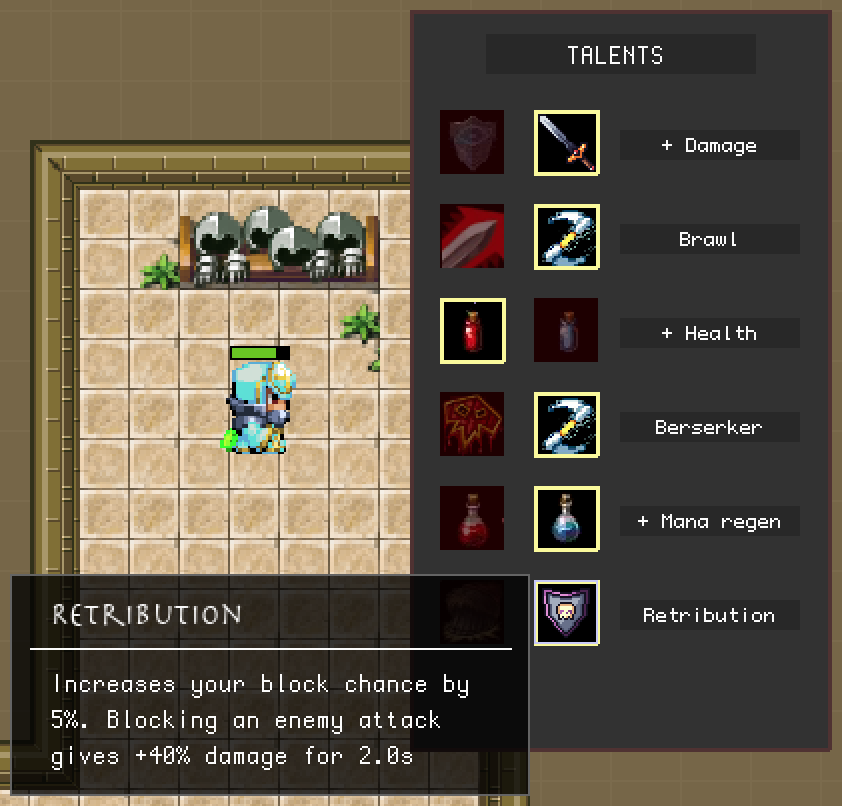 TALENTS
+ Damage
Brawl
+ Health
Berserker
+ Mana regen
Retribution
RETRIBUTION
Increases your block chance by
5%. Blocking an enemy attack
gives +40% damage for 2.0s